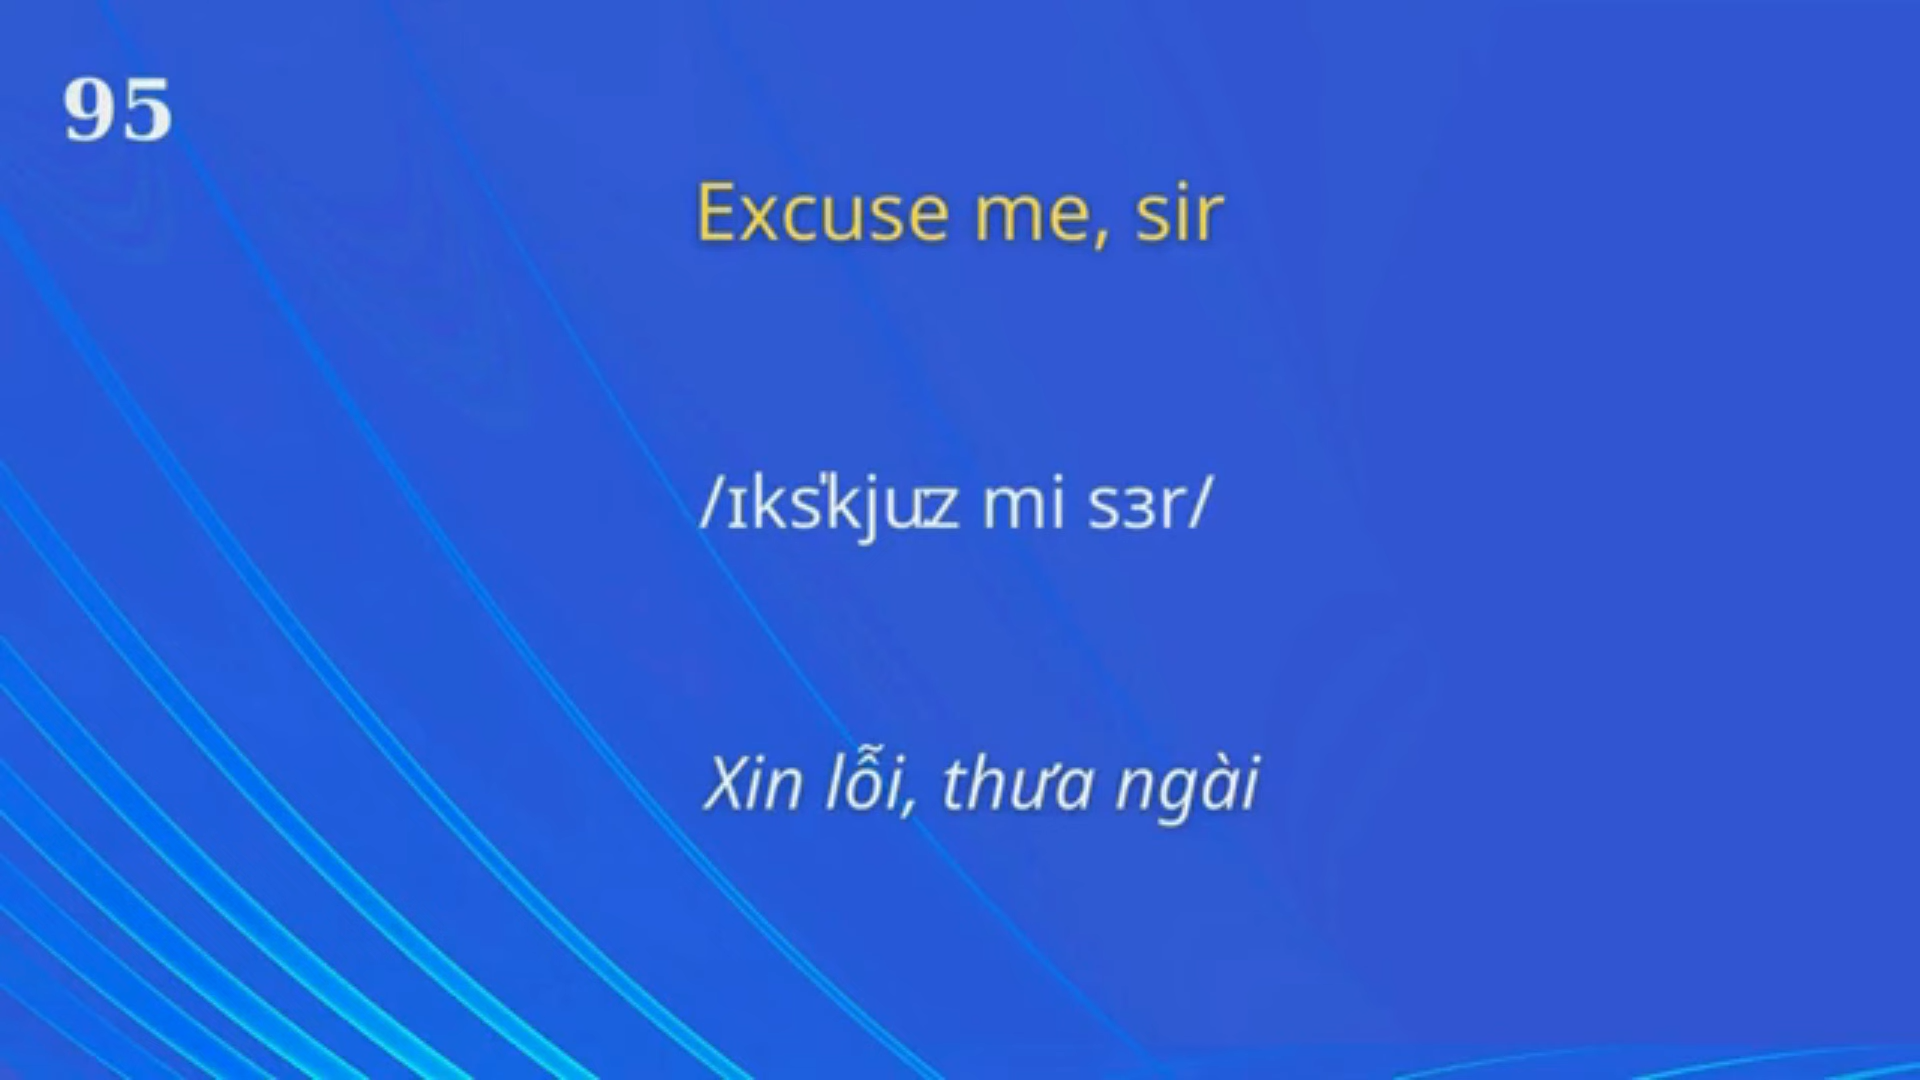 95
Excuse me, sir
/ɪksˈkjuːz mi sɜr/
Xin lỗi, thưa ngài